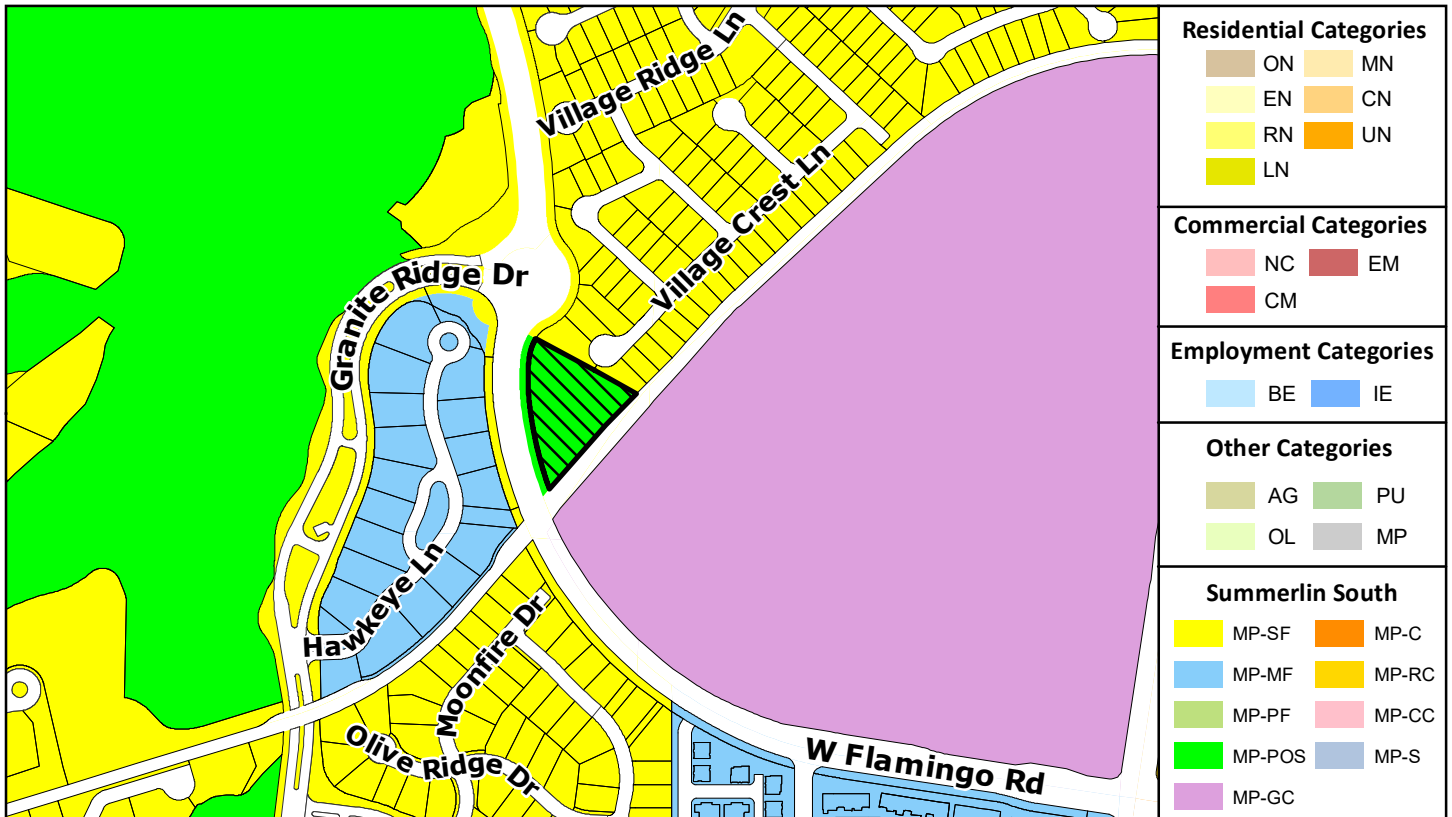 Village Ridge Ln
Village Crest Ln
Granite Ridge Dr
Hawkeye Ln
Moonfire Dr
Olive Ridge Dr
W Flamingo Rd
Residential Categories
ON MN
EN CN
RN UN
LN
Commercial Categories
NC EM
CM
Employment Categories
BE IE
Other Categories
AG PU
OL MP
Summerlin South
MP-SF MP-C
MP-MF MP-RC
MP-PF MP-CC
MP-POS MP-S
MP-GC